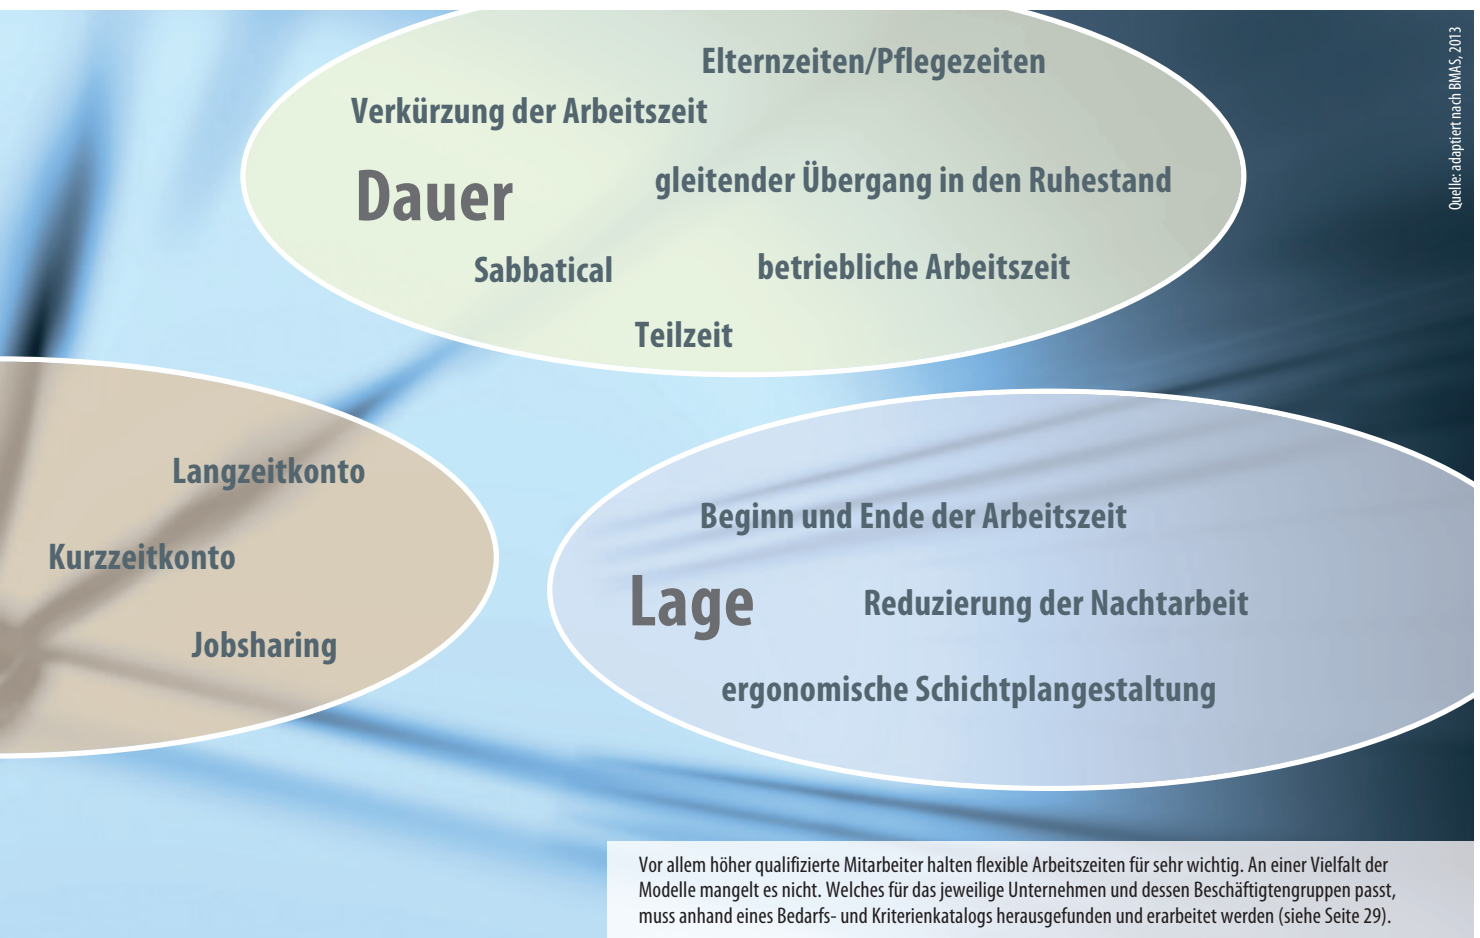 Elternzeiten/Pflegezeiten
Verkürzung der Arbeitszeit
Dauer
gleitender Übergang in den Ruhestand
Sabbatical
betriebliche Arbeitszeit
Teilzeit
Langzeitkonto
Kurzzeitkonto
Jobsharing
Beginn und Ende der Arbeitszeit
Lage
Reduzierung der Nachtarbeit
ergonomische Schichtplangestaltung
Quelle: adaptiert nach BMAS, 2013
Vor allem höher qualifizierte Mitarbeiter halten flexible Arbeitszeiten für sehr wichtig. An einer Vielfalt der
Modelle mangelt es nicht. Welches für das jeweilige Unternehmen und dessen Beschäftigtengruppen passt,
muss anhand eines Bedarfs- und Kriterienkatalogs herausgefunden und erarbeitet werden (siehe Seite 29).